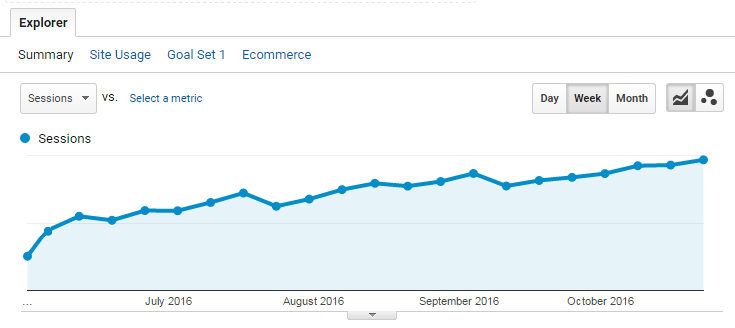 Explorer
Summary Site Usage Goal Set 1 Ecommerce
Sessions vs. Select a metric Day Week Month
Sessions
... July 2016 August 2016 September 2016 October 2016